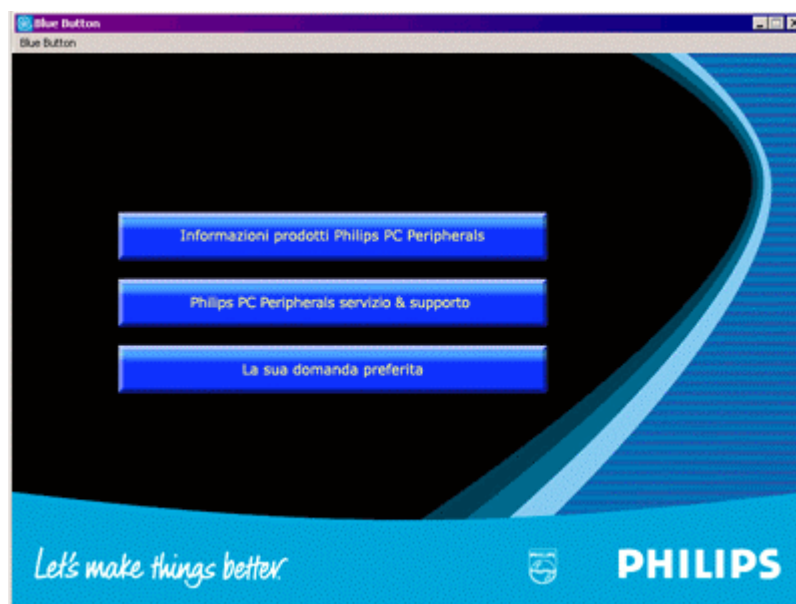 Blue Button
Blue Button
Informazioni prodotti Philips PC Peripherals
Philips PC Peripherals servizio & supporto
La sua domanda preferita
Let's make things better.
PHILIPS